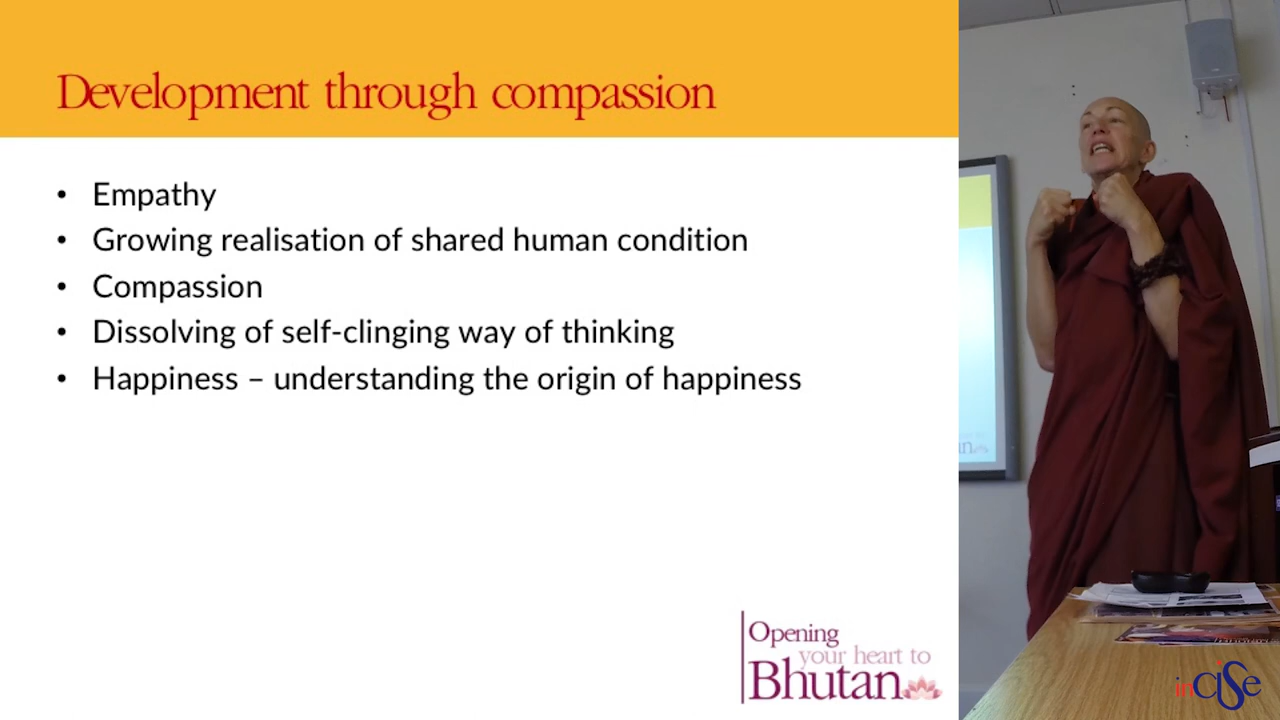 Development through compassion
• Empathy
• Growing realisation of shared human condition
• Compassion
• Dissolving of self-clinging way of thinking
• Happiness – understanding the origin of happiness
Opening
your heart to
Bhutan
inCiSe